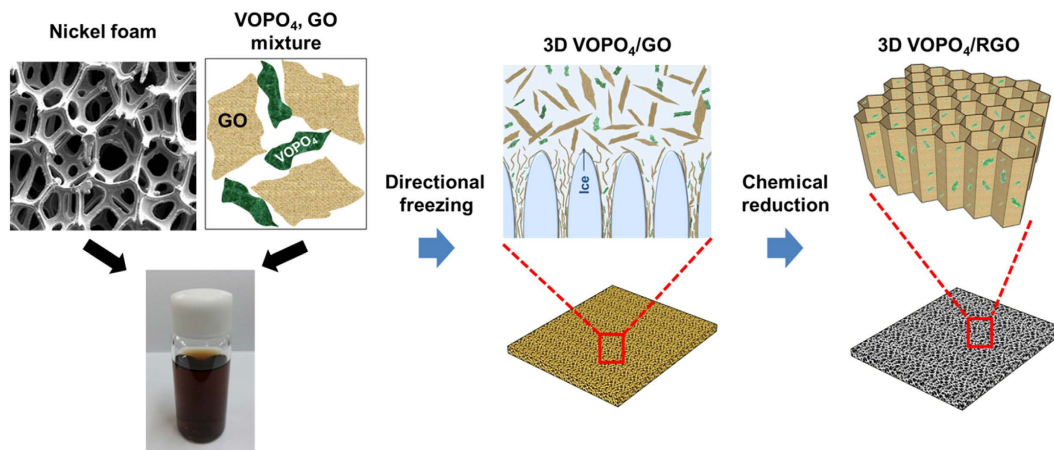 Nickel foam
VOPO₄, GO
mixture
GO
VOPO₄
Directional
freezing
3D VOPO₄/GO
Ice
Chemical
reduction
3D VOPO₄/RGO